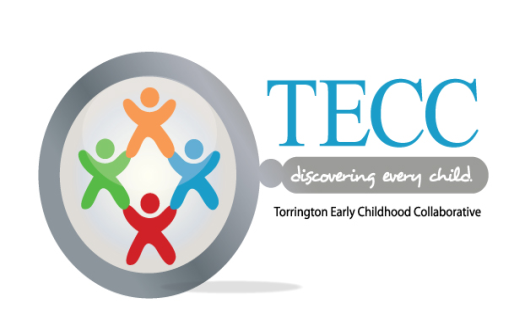 TECC
discovering every child.
Torrington Early Childhood Collaborative